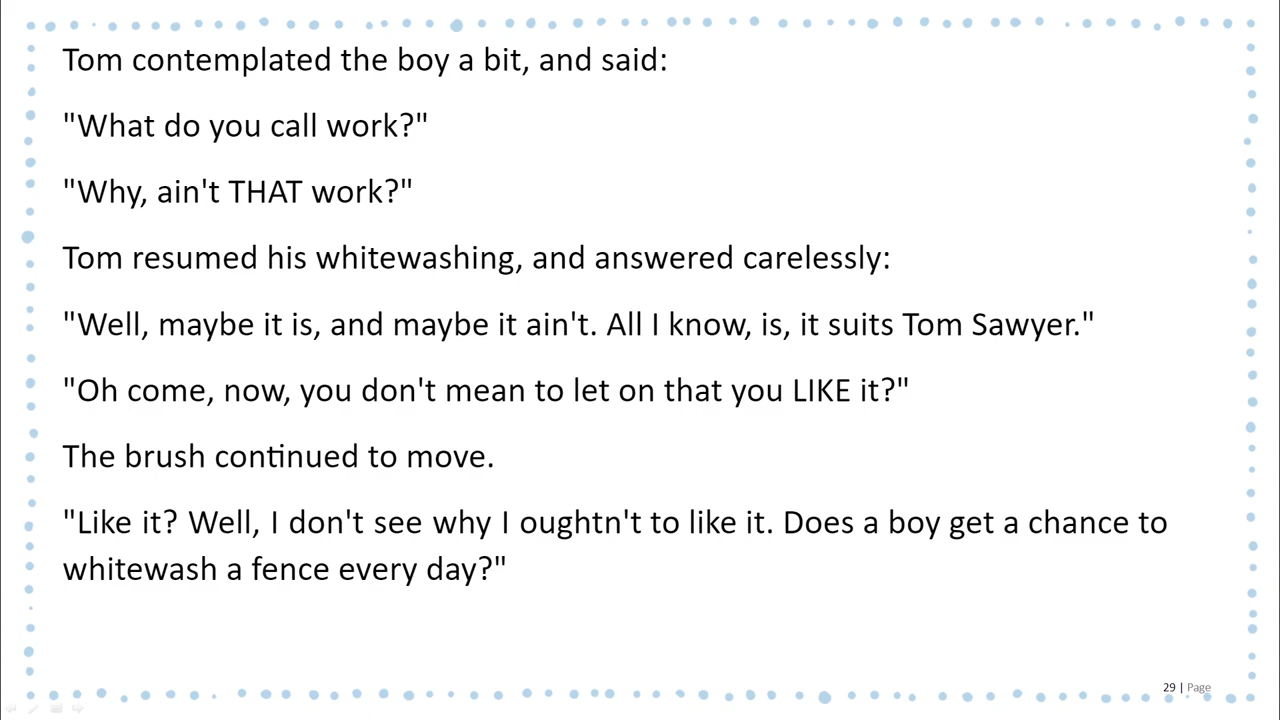 Tom contemplated the boy a bit, and said:
"What do you call work?"
"Why, ain't THAT work?"
Tom resumed his whitewashing, and answered carelessly:
"Well, maybe it is, and maybe it ain't. All I know, is, it suits Tom Sawyer."
"Oh come, now, you don't mean to let on that you LIKE it?"
The brush continued to move.
"Like it? Well, I don't see why I oughtn't to like it. Does a boy get a chance to
whitewash a fence every day?"
29 | Page